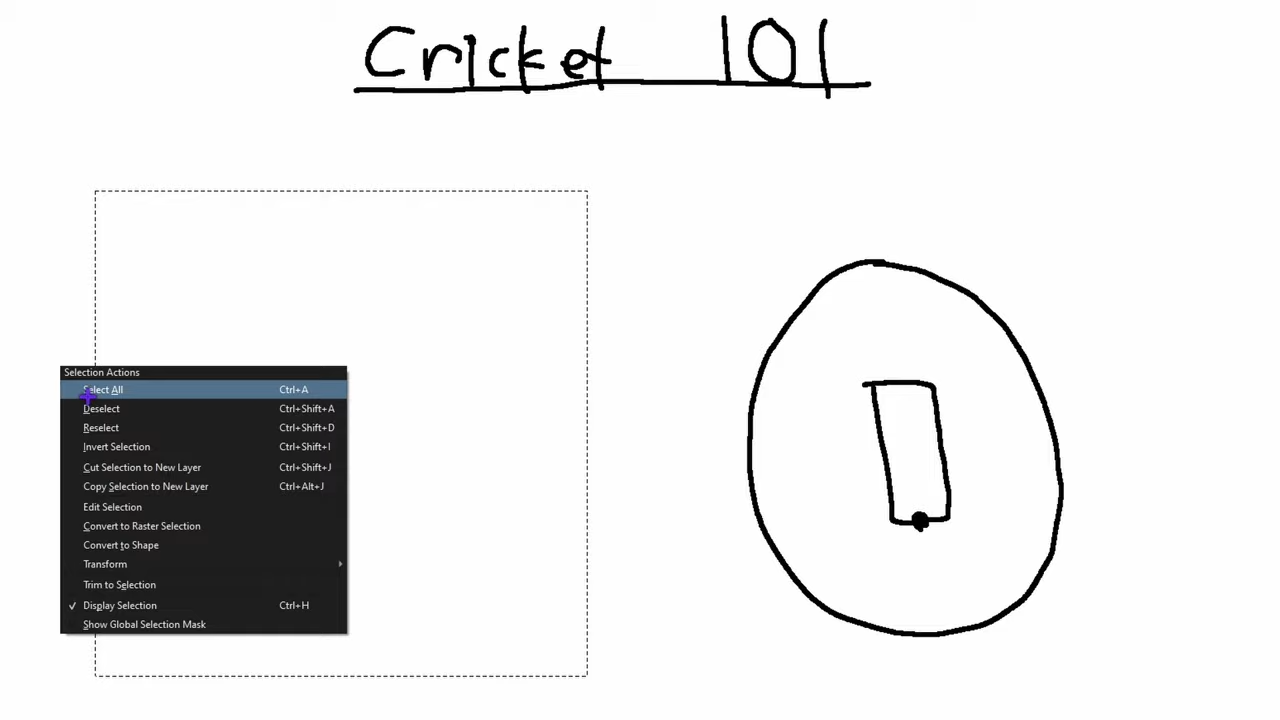 Cricket 101
Selection Actions
Select All Ctrl+A
Deselect Ctrl+Shift+A
Reselect Ctrl+Shift+D
Invert Selection Ctrl+Shift+I
Cut Selection to New Layer Ctrl+Shift+J
Copy Selection to New Layer Ctrl+Alt+J
Edit Selection
Convert to Raster Selection
Convert to Shape
Transform
Trim to Selection
Display Selection Ctrl+H
Show Global Selection Mask